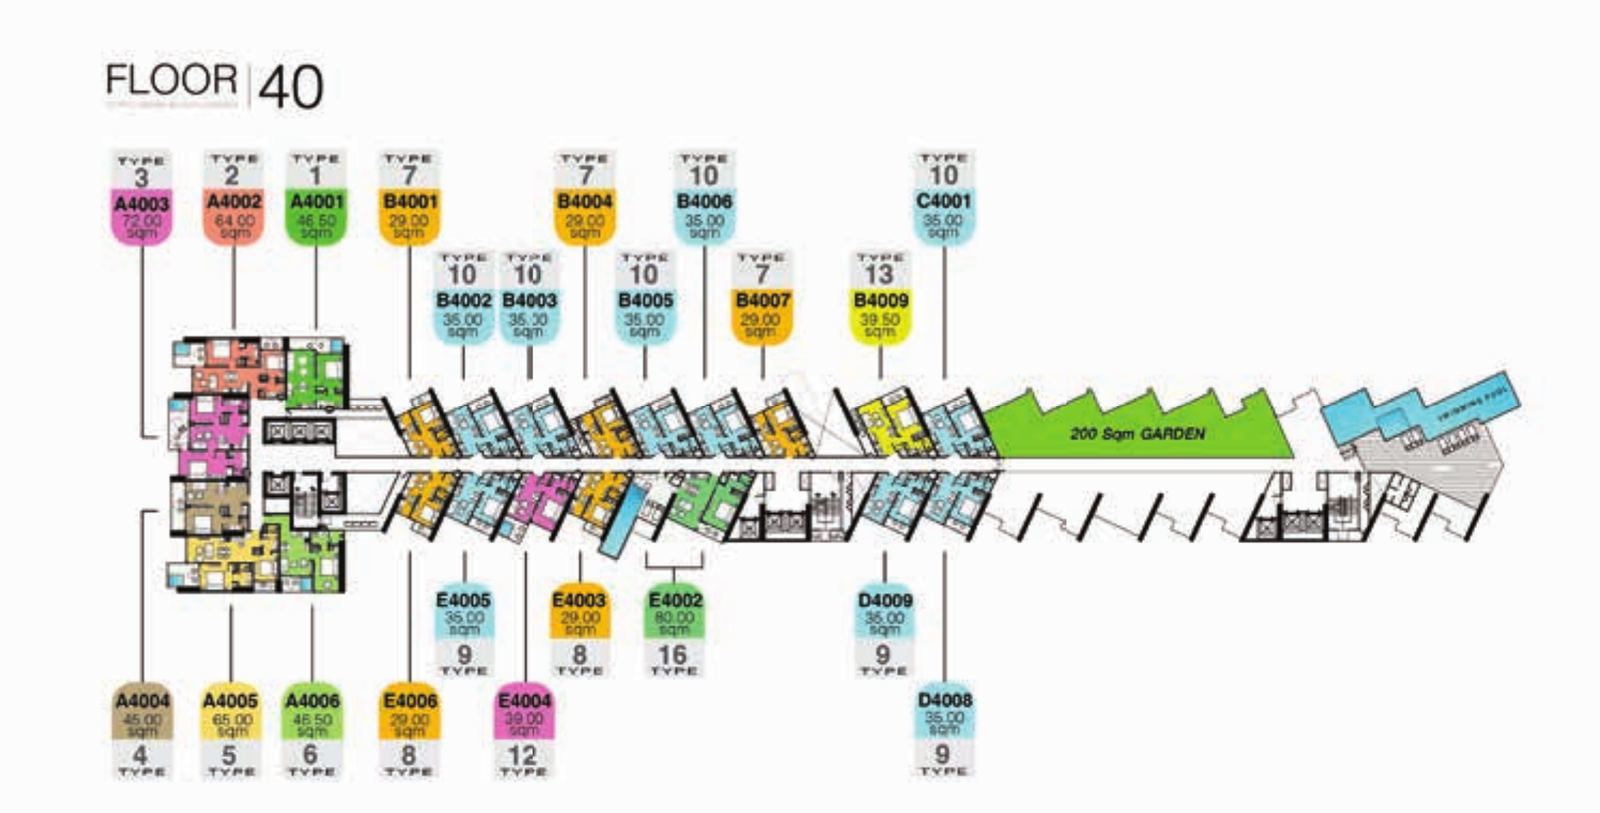 FLOOR 40
TYPE
3
A4003
72.00
sqm
TYPE
2
A4002
64.00
sqm
TYPE
1
A4001
46.50
sqm
TYPE
7
B4001
29.00
sqm
TYPE
7
B4004
29.00
sqm
TYPE
10
B4006
35.00
sqm
TYPE
10
C4001
35.00
sqm
TYPE
10
B4002
35.00
sqm
TYPE
10
B4003
35.00
sqm
TYPE
10
B4005
35.00
sqm
TYPE
7
B4007
29.00
sqm
TYPE
13
B4009
39.50
sqm
200 Sqm GARDEN
SWIMMING POOL
E4005
35.00
sqm
9
TYPE
E4003
29.00
sqm
8
TYPE
E4002
80.00
sqm
16
TYPE
D4009
35.00
sqm
9
TYPE
A4004
45.00
sqm
4
TYPE
A4005
65.00
sqm
5
TYPE
A4006
46.50
sqm
6
TYPE
E4006
29.00
sqm
8
TYPE
E4004
39.00
sqm
12
TYPE
D4008
35.00
sqm
9
TYPE